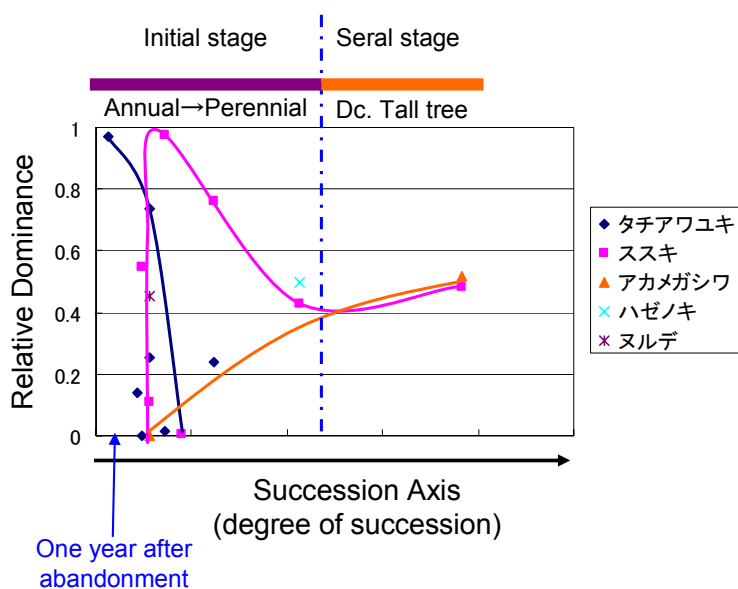 Initial stage
Seral stage
Annual→Perennial
Dc. Tall tree
Relative Dominance
1
0.8
0.6
0.4
0.2
0
タチアワユキ
ススキ
アカメガシワ
ハゼノキ
ヌルデ
Succession Axis
(degree of succession)
One year after
abandonment